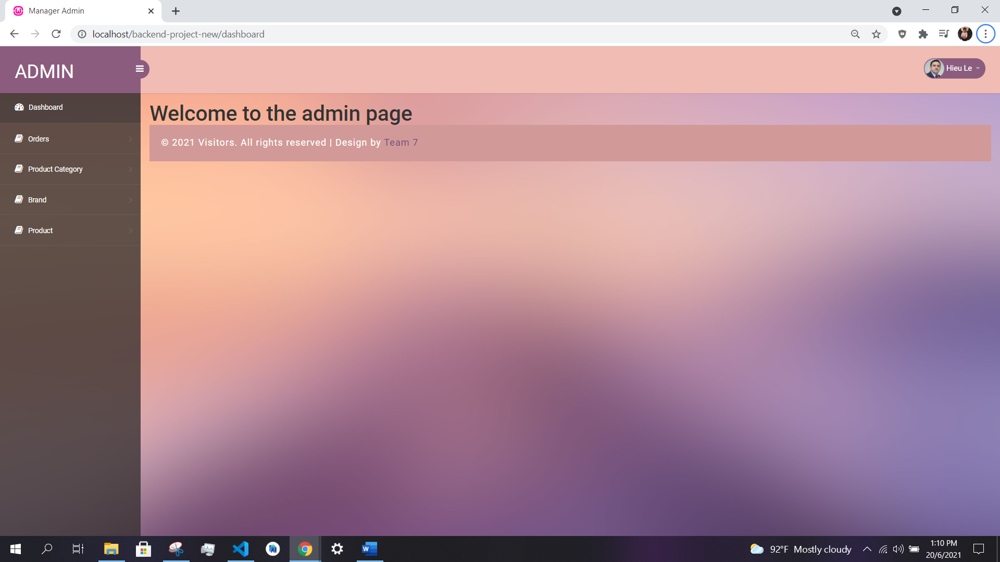 Manager Admin
localhost/backend-project-new/dashboard
ADMIN
Hieu Le
Dashboard
Welcome to the admin page
Orders
© 2021 Visitors. All rights reserved | Design by Team 7
Product Category
Brand
Product
92°F Mostly cloudy
1:10 PM
20/6/2021